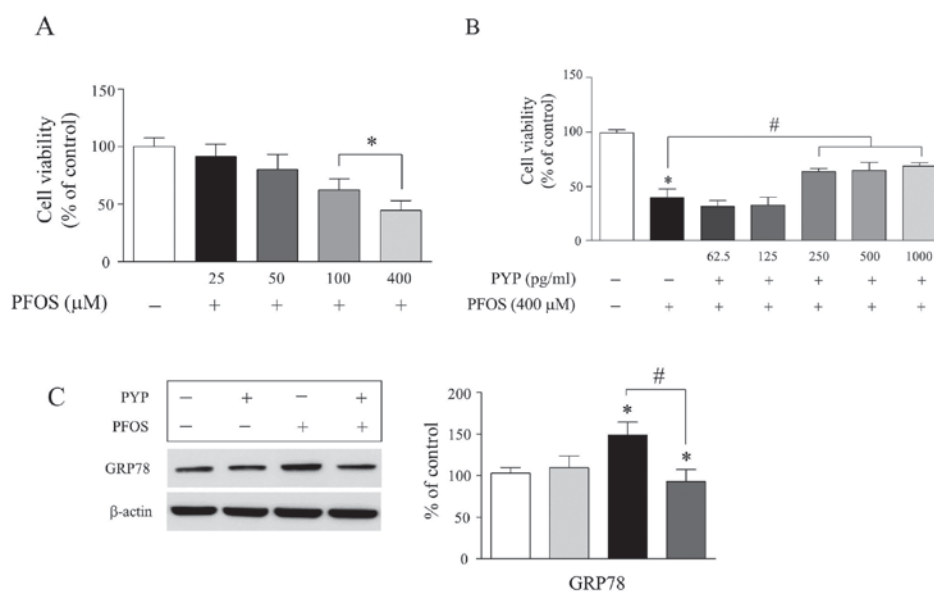 A
Cell viability
(% of control)
150
100
50
0
*
25 50 100 400
PFOS (μM) − + + + +
B
Cell viability
(% of control)
150
100
50
0
#
*
62.5 125 250 500 1000
PYP (pg/ml) − − + + + + +
PFOS (400 μM) − + + + + + +
C
PYP − + − +
PFOS − − + +
GRP78
β-actin
% of control
200
150
100
50
0
#
* *
GRP78